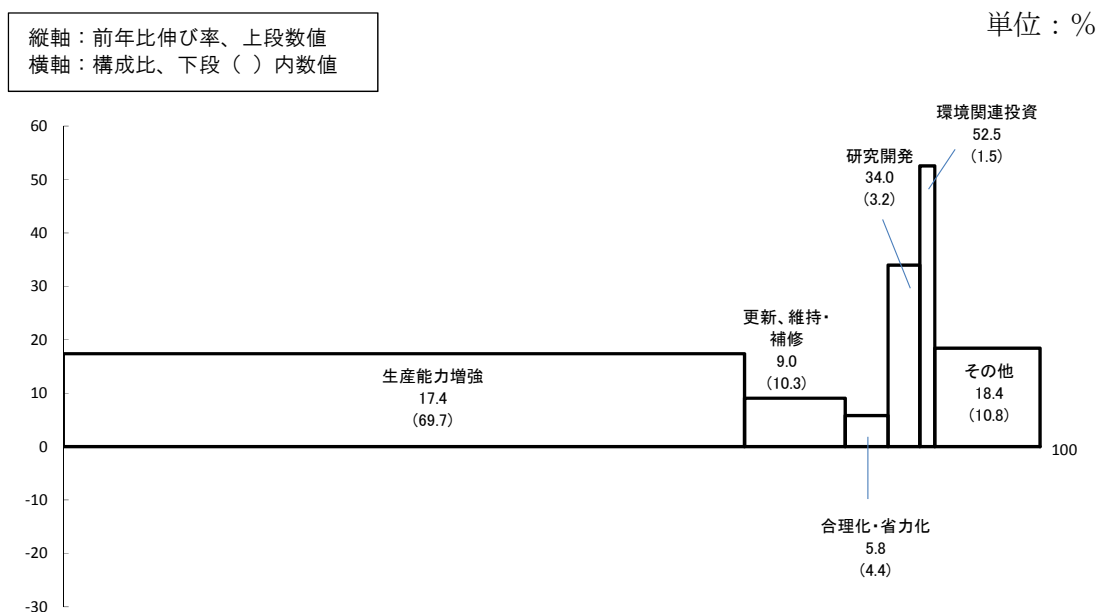 単位：％
縦軸：前年比伸び率、上段数値
横軸：構成比、下段（ ）内数値
60
50
40
30
20
10
0
-10
-20
-30
生産能力増強
17.4
(69.7)
更新、維持・
補修
9.0
(10.3)
合理化・省力化
5.8
(4.4)
研究開発
34.0
(3.2)
環境関連投資
52.5
(1.5)
その他
18.4
(10.8)
100